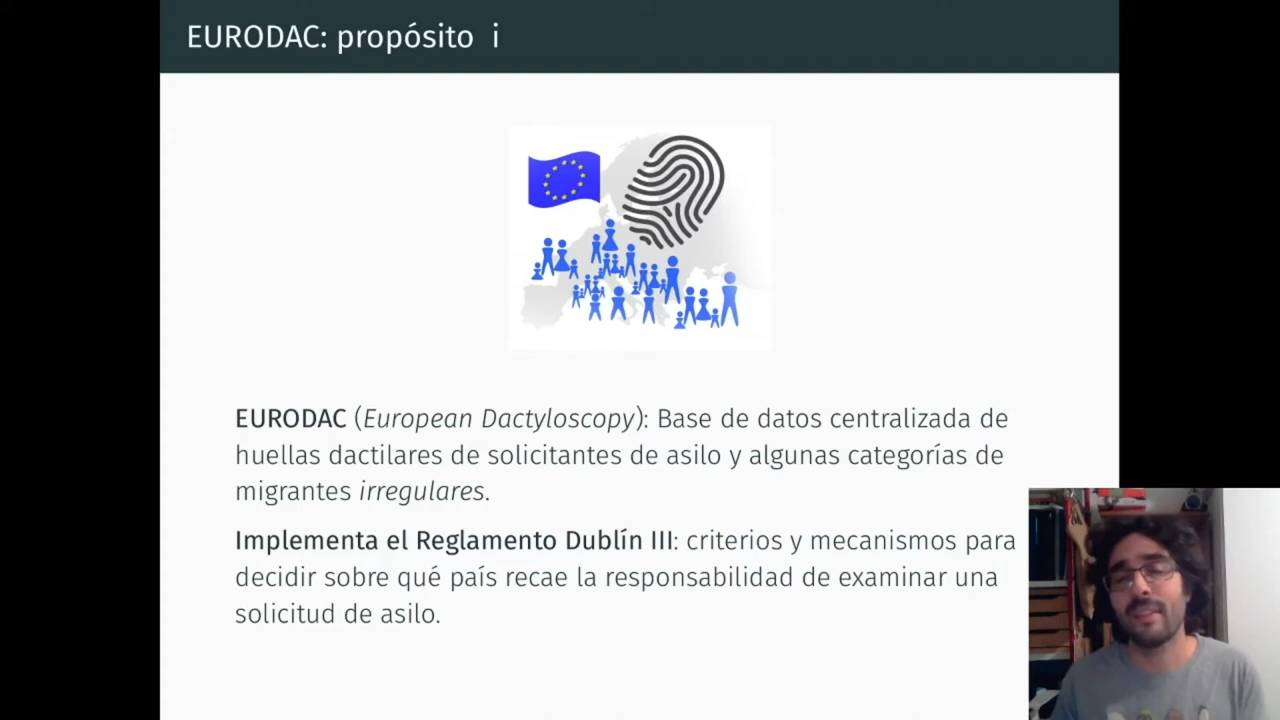 EURODAC: propósito i
EURODAC (European Dactyloscopy): Base de datos centralizada de
huellas dactilares de solicitantes de asilo y algunas categorías de
migrantes irregulares.
Implementa el Reglamento Dublín III: criterios y mecanismos para
decidir sobre qué país recae la responsabilidad de examinar una
solicitud de asilo.